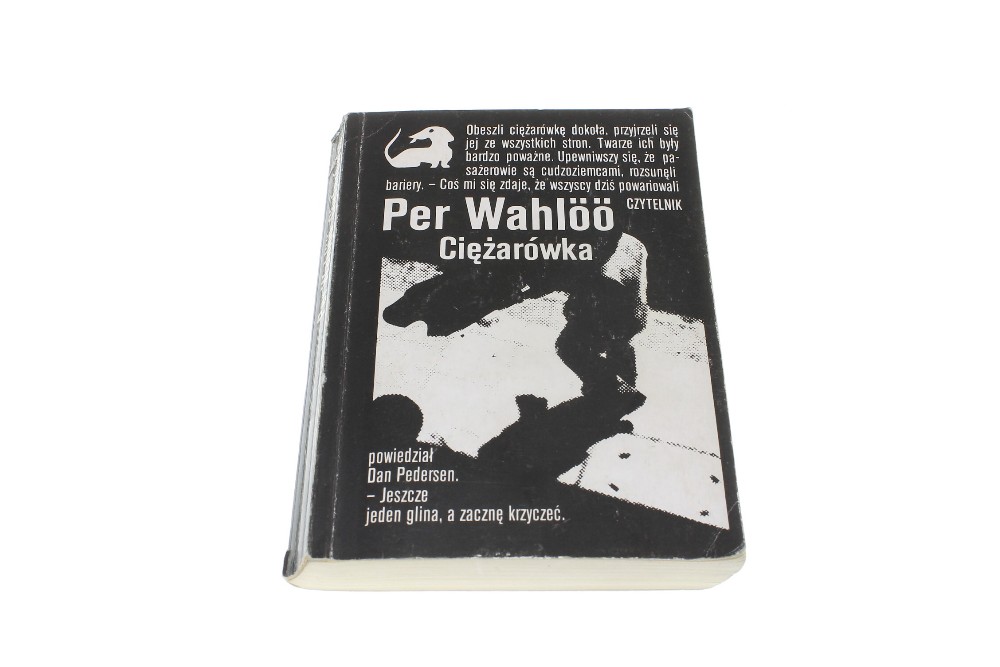 Obeszli ciężarówkę dokoła, przyjrzeli się
jej ze wszystkich stron. Twarze ich były
bardzo poważne. Upewniwszy się, że pa-
sażerowie są cudzoziemcami, rozsunęli
bariery. – Coś mi się zdaje, że wszyscy dziś powariowali
CZYTELNIK
Per Wahlöö
Ciężarówka
powiedział
Dan Pedersen.
– Jeszcze
jeden glina, a zacznę krzyczeć.